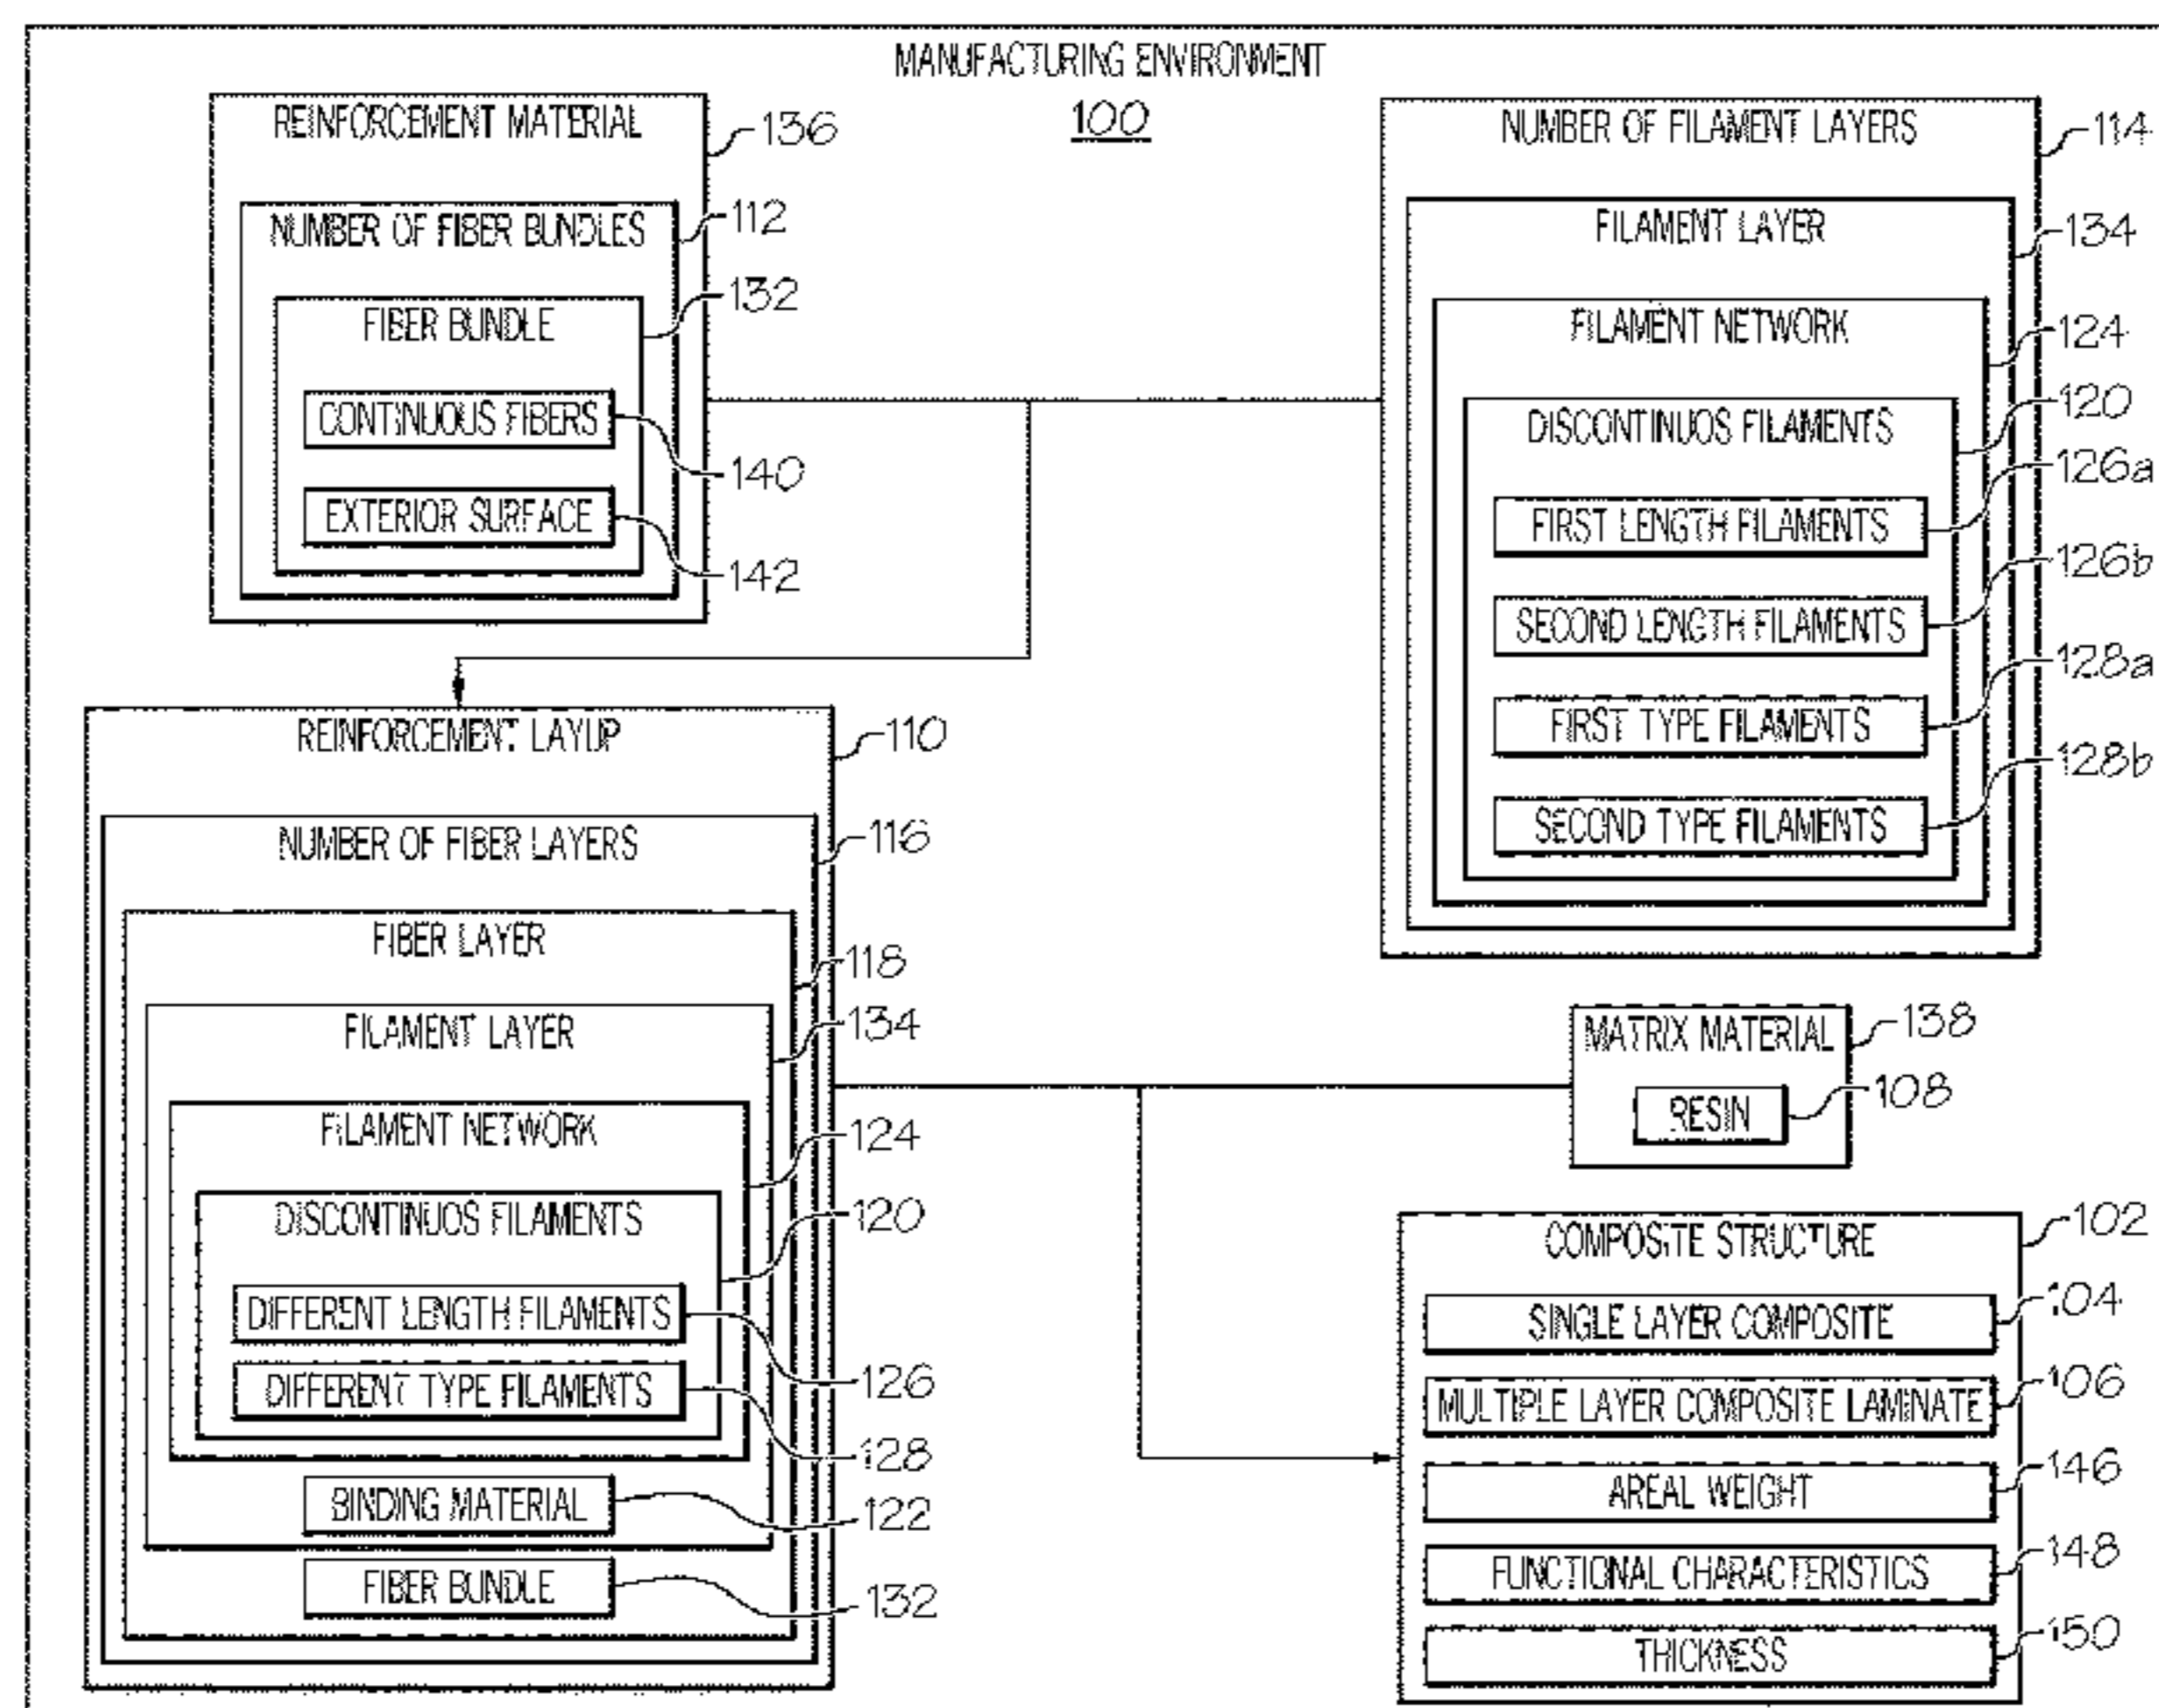 MANUFACTURING ENVIRONMENT
100
REINFORCEMENT MATERIAL
136
NUMBER OF FIBER BUNDLES
112
FIBER BUNDLE
132
CONTINUOUS FIBERS
140
EXTERIOR SURFACE
142
NUMBER OF FILAMENT LAYERS
114
FILAMENT LAYER
134
FILAMENT NETWORK
124
DISCONTINUOS FILAMENTS
120
FIRST LENGTH FILAMENTS
126a
SECOND LENGTH FILAMENTS
126b
FIRST TYPE FILAMENTS
128a
SECOND TYPE FILAMENTS
128b
REINFORCEMENT LAYUP
110
NUMBER OF FIBER LAYERS
116
FIBER LAYER
118
FILAMENT LAYER
134
FILAMENT NETWORK
124
DISCONTINUOS FILAMENTS
120
DIFFERENT LENGTH FILAMENTS
126
DIFFERENT TYPE FILAMENTS
128
BINDING MATERIAL
122
FIBER BUNDLE
132
MATRIX MATERIAL
138
RESIN
108
COMPOSITE STRUCTURE
102
SINGLE LAYER COMPOSITE
104
MULTIPLE LAYER COMPOSITE LAMINATE
106
AREAL WEIGHT
146
FUNCTIONAL CHARACTERISTICS
148
THICKNESS
150